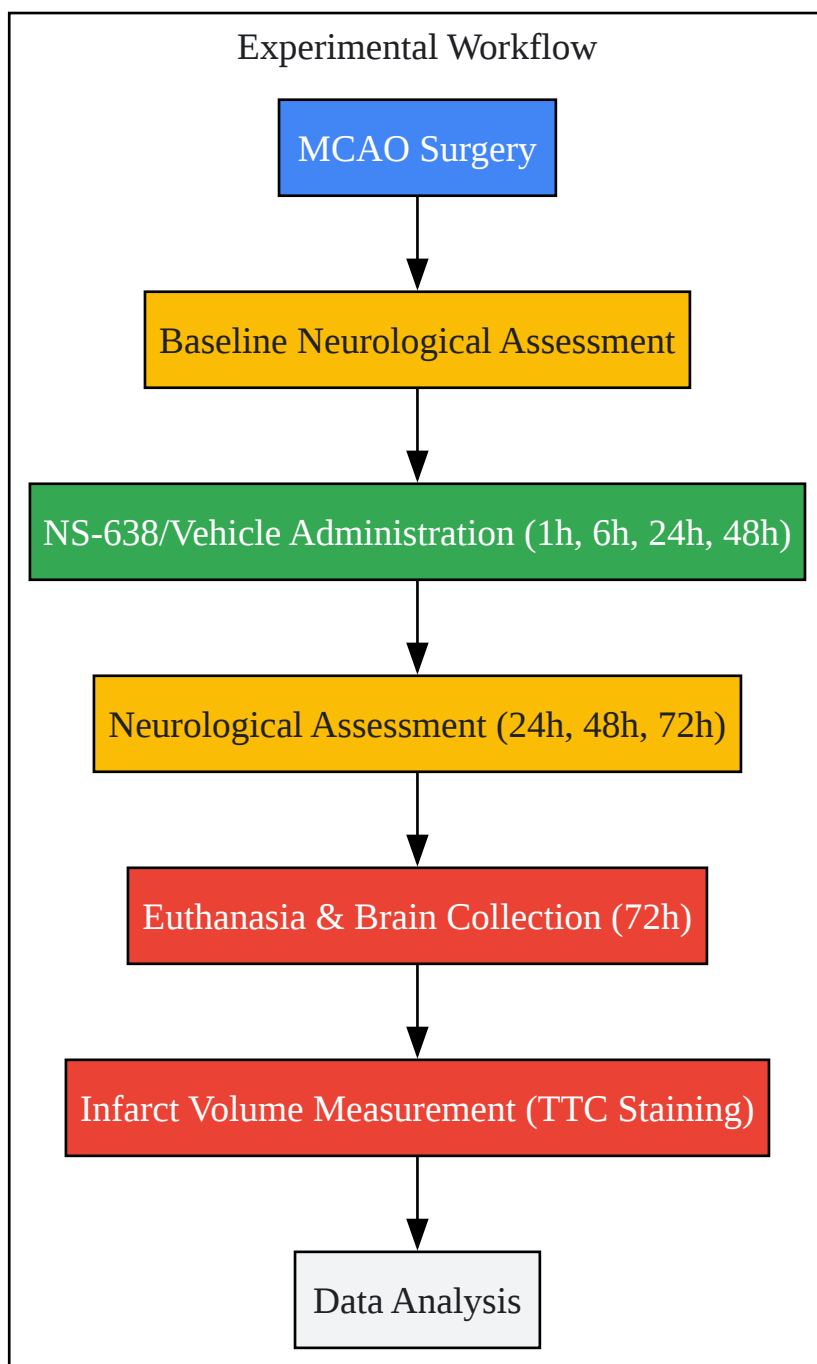 Experimental Workflow
MCAO Surgery
Baseline Neurological Assessment
NS-638/Vehicle Administration (1h, 6h, 24h, 48h)
Neurological Assessment (24h, 48h, 72h)
Euthanasia & Brain Collection (72h)
Infarct Volume Measurement (TTC Staining)
Data Analysis